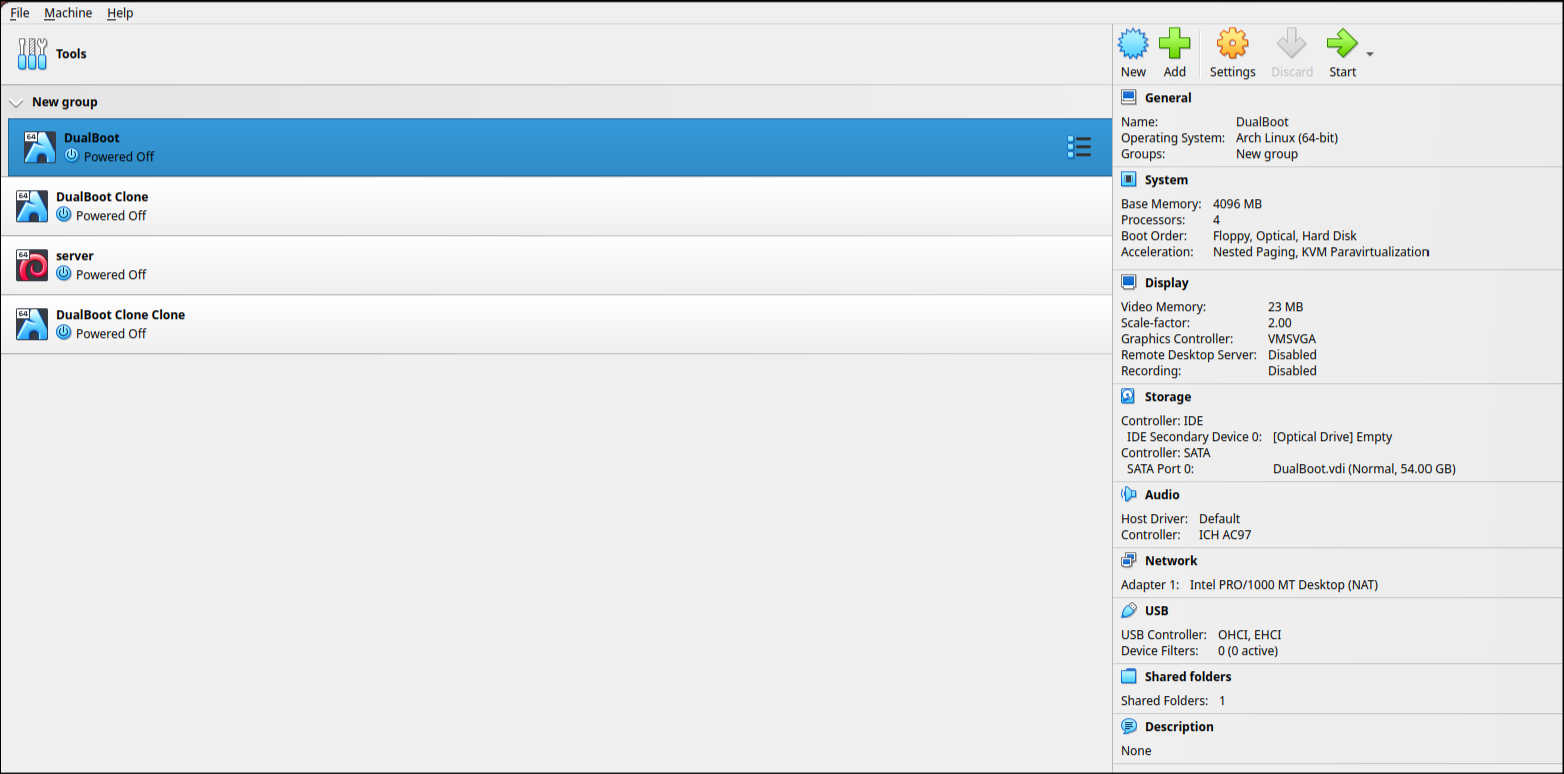 File Machine Help
Tools
New group
64
DualBoot
Powered Off
64
DualBoot Clone
Powered Off
64
server
Powered Off
64
DualBoot Clone Clone
Powered Off
New Add Settings Discard Start
General
Name: DualBoot
Operating System: Arch Linux (64-bit)
Groups: New group
System
Base Memory: 4096 MB
Processors: 4
Boot Order: Floppy, Optical, Hard Disk
Acceleration: Nested Paging, KVM Paravirtualization
Display
Video Memory: 23 MB
Scale-factor: 2.00
Graphics Controller: VMSVGA
Remote Desktop Server: Disabled
Recording: Disabled
Storage
Controller: IDE
IDE Secondary Device 0: [Optical Drive] Empty
Controller: SATA
SATA Port 0: DualBoot.vdi (Normal, 54.00 GB)
Audio
Host Driver: Default
Controller: ICH AC97
Network
Adapter 1: Intel PRO/1000 MT Desktop (NAT)
USB
USB Controller: OHCI, EHCI
Device Filters: 0 (0 active)
Shared folders
Shared Folders: 1
Description
None